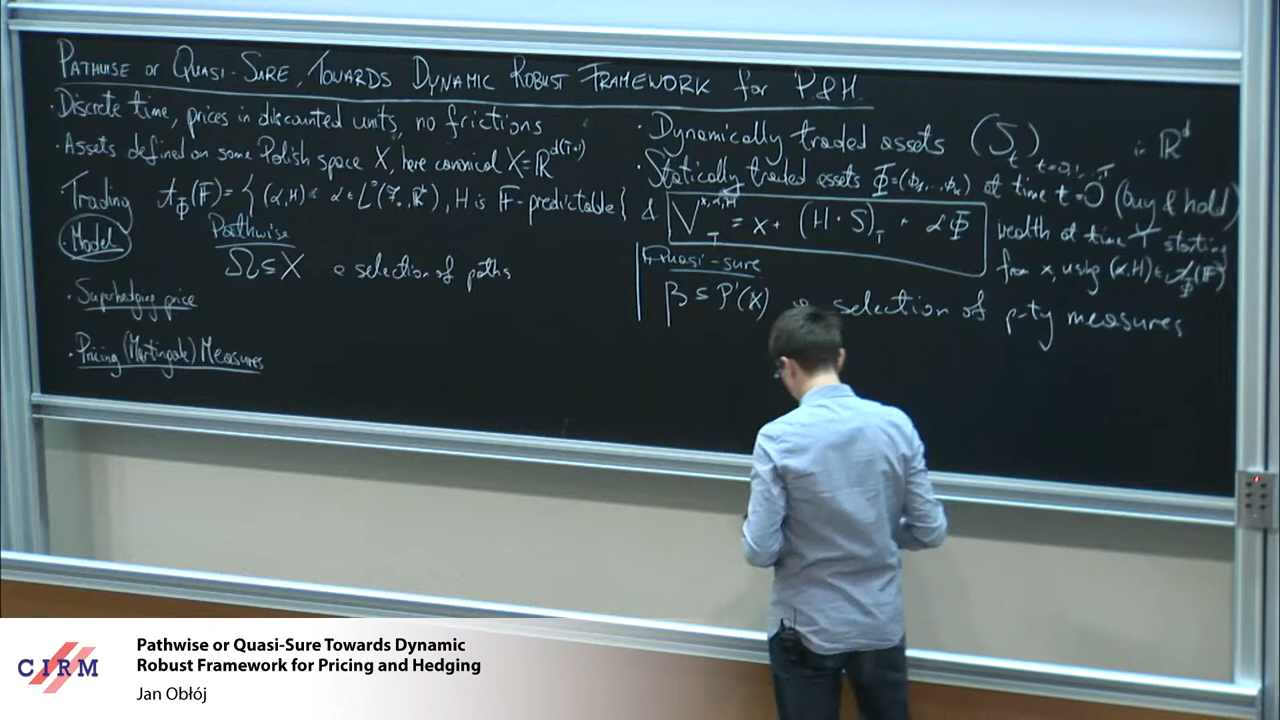 PATHWISE OR QUASI-SURE, TOWARDS DYNAMIC ROBUST FRAMEWORK for P&H.
· Discrete time, prices in discounted units, no frictions
· Assets defined on some Polish space X, here canonical X=ℝ^{d(T+1)}
Trading A_Φ(𝔽) = { (α,H) : α ∈ L⁰(F₀, ℝᵏ), H is 𝔽-predictable } &
· Model
Pathwise
Ω ⊆ X a selection of paths
· Superhedging price
· Pricing (Martingale) Measures
· Dynamically traded assets (S_t)_{t=0,1,..,T} in ℝ^d
· Statically traded assets Φ=(φ₁,...,φ_k) at time t=0 (buy & hold)
V_T^{x,α,H} = x + (H·S)_T + αΦ
wealth at time T starting
from x, using (α,H) ∈ A_Φ(𝔽)
Quasi-sure
β ⊆ P(X) a selection of p-ty measures
CIRM
Pathwise or Quasi-Sure Towards Dynamic
Robust Framework for Pricing and Hedging
Jan Obłój